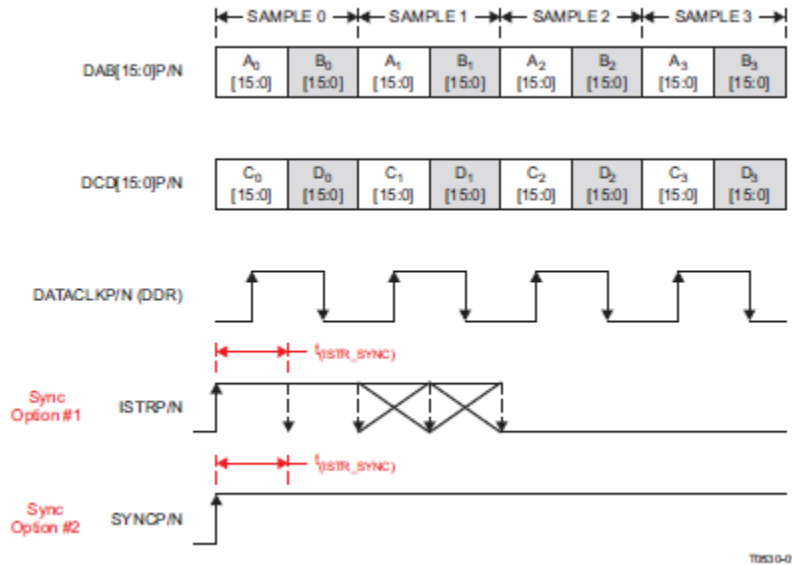 SAMPLE 0 SAMPLE 1 SAMPLE 2 SAMPLE 3
DAB[15:0]P/N
A0 B0 A1 B1 A2 B2 A3 B3
[15:0] [15:0] [15:0] [15:0] [15:0] [15:0] [15:0] [15:0]
DCD[15:0]P/N
C0 D0 C1 D1 C2 D2 C3 D3
[15:0] [15:0] [15:0] [15:0] [15:0] [15:0] [15:0] [15:0]
DATACLKP/N (DDR)
t(ISTR_SYNC)
Sync
Option #1
ISTRP/N
t(ISTR_SYNC)
Sync
Option #2
SYNCP/N
T0530-0